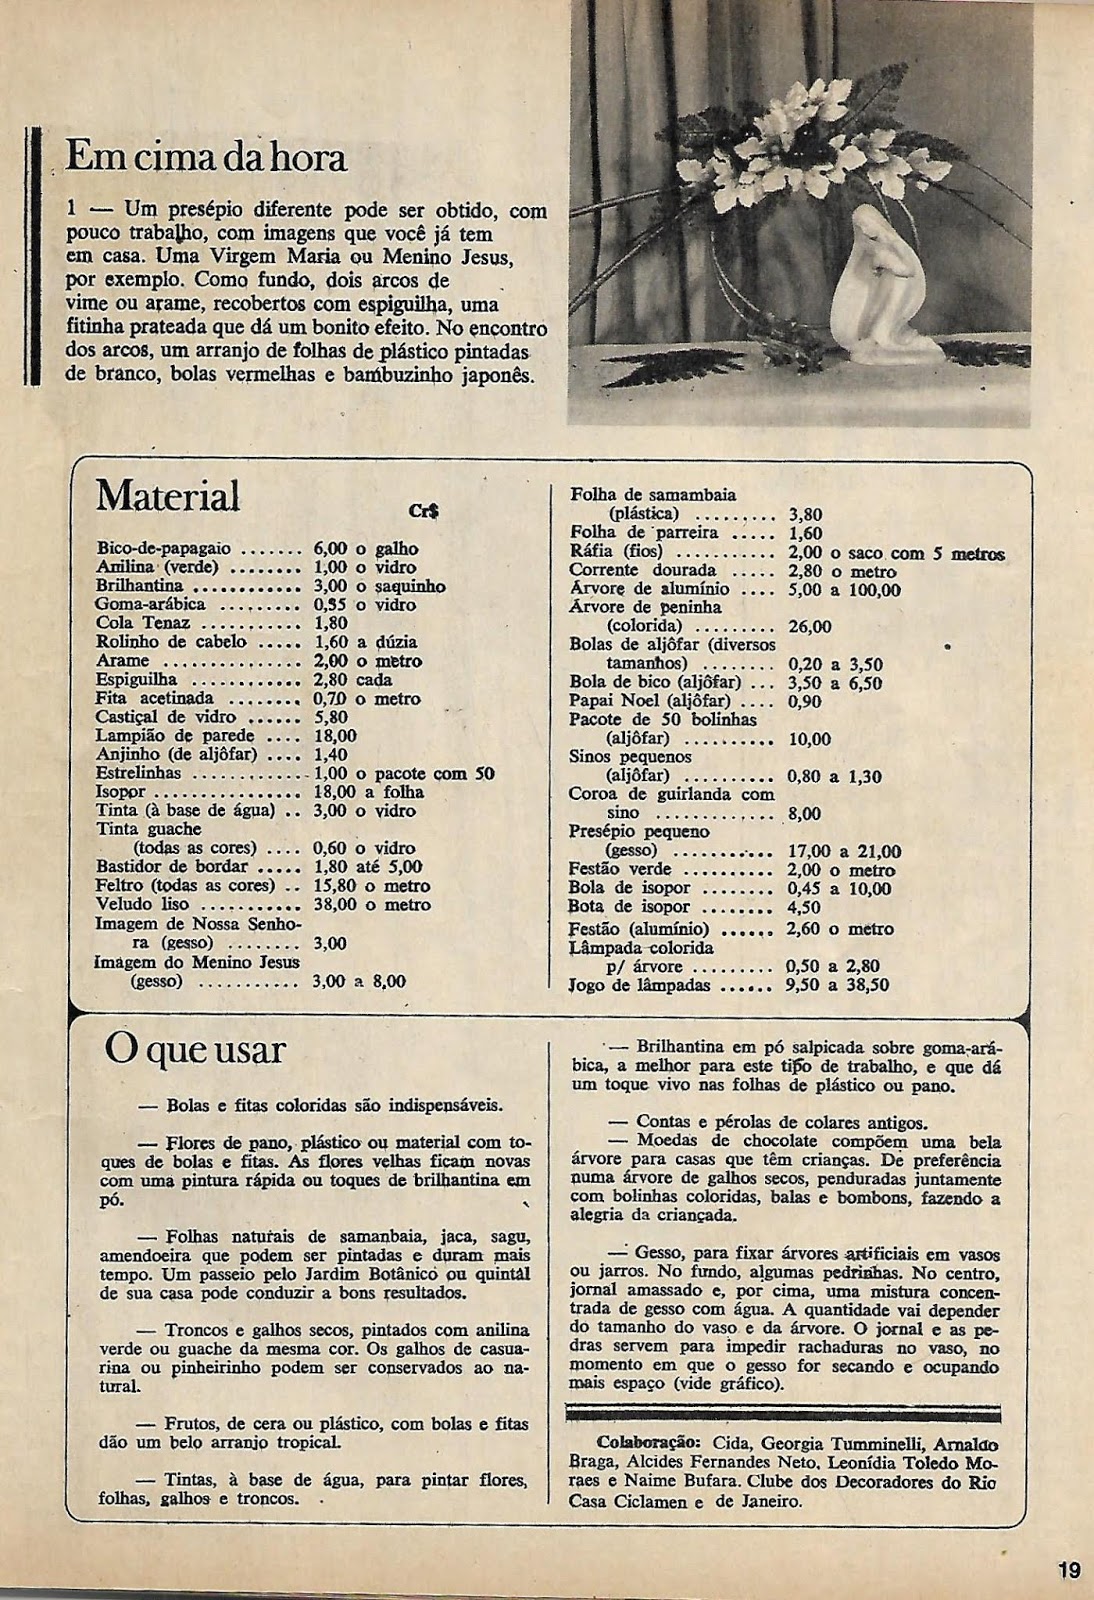 Em cima da hora
1 — Um presépio diferente pode ser obtido, com
pouco trabalho, com imagens que você já tem
em casa. Uma Virgem Maria ou Menino Jesus,
por exemplo. Como fundo, dois arcos de
vime ou arame, recobertos com espiguilha, uma
fitinha prateada que dá um bonito efeito. No encontro
dos arcos, um arranjo de folhas de plástico pintadas
de branco, bolas vermelhas e bambuzinho japonês.
Material
Cr$
Bico-de-papagaio ....... 6,00 o galho
Anilina (verde) ........ 1,00 o vidro
Brilhantina ............ 3,00 o saquinho
Goma-arábica ......... 0,55 o vidro
Cola Tenaz ........... 1,80
Rolinho de cabelo ..... 1,60 a dúzia
Arame ............... 2,00 o metro
Espiguilha ............ 2,80 cada
Fita acetinada ........ 0,70 o metro
Castiçal de vidro ...... 5,80
Lampião de parede .... 18,00
Anjinho (de aljôfar) .... 1,40
Estrelinhas ............ 1,00 o pacote com 50
Isopor ................ 18,00 a folha
Tinta (à base de água) .. 3,00 o vidro
Tinta guache
(todas as cores) .... 0,60 o vidro
Bastidor de bordar ..... 1,80 até 5,00
Feltro (todas as cores) .. 15,80 o metro
Veludo liso ........... 38,00 o metro
Imagem de Nossa Senho-
ra (gesso) ........ 3,00
Imagem do Menino Jesus
(gesso) ........... 3,00 a 8,00
Folha de samambaia
(plástica) ......... 3,80
Folha de parreira ..... 1,60
Ráfia (fios) ........... 2,00 o saco com 5 metros
Corrente dourada ..... 2,80 o metro
Árvore de alumínio .... 5,00 a 100,00
Árvore de peninha
(colorida) ......... 26,00
Bolas de aljôfar (diversos
tamanhos) ........ 0,20 a 3,50
Bola de bico (aljôfar) ... 3,50 a 6,50
Papai Noel (aljôfar) .... 0,90
Pacote de 50 bolinhas
(aljôfar) .......... 10,00
Sinos pequenos
(aljôfar) .......... 0,80 a 1,30
Coroa de guirlanda com
sino ............. 8,00
Presépio pequeno
(gesso) ........... 17,00 a 21,00
Festão verde .......... 2,00 o metro
Bola de isopor ........ 0,45 a 10,00
Bota de isopor ........ 4,50
Festão (alumínio) ...... 2,60 o metro
Lâmpada colorida
p/ árvore ......... 0,50 a 2,80
Jogo de lâmpadas ...... 9,50 a 38,50
O que usar
— Bolas e fitas coloridas são indispensáveis.
— Flores de pano, plástico ou material com to-
ques de bolas e fitas. As flores velhas ficam novas
com uma pintura rápida ou toques de brilhantina em
pó.
— Folhas naturais de samanbaia, jaca, sagu,
amendoeira que podem ser pintadas e duram mais
tempo. Um passeio pelo Jardim Botânico ou quintal
de sua casa pode conduzir a bons resultados.
— Troncos e galhos secos, pintados com anilina
verde ou guache da mesma cor. Os galhos de casua-
rina ou pinheirinho podem ser conservados ao na-
tural.
— Frutos, de cera ou plástico, com bolas e fitas
dão um belo arranjo tropical.
— Tintas, à base de água, para pintar flores,
folhas, galhos e troncos.
— Brilhantina em pó salpicada sobre goma-ará-
bica, a melhor para este tipo de trabalho, e que dá
um toque vivo nas folhas de plástico ou pano.
— Contas e pérolas de colares antigos.
— Moedas de chocolate compõem uma bela
árvore para casas que têm crianças. De preferência
numa árvore de galhos secos, penduradas juntamente
com bolinhas coloridas, balas e bombons, fazendo a
alegria da criançada.
— Gesso, para fixar árvores artificiais em vasos
ou jarros. No fundo, algumas pedrinhas. No centro,
jornal amassado e, por cima, uma mistura concen-
trada de gesso com água. A quantidade vai depender
do tamanho do vaso e da árvore. O jornal e as pe-
dras servem para impedir rachaduras no vaso, no
momento em que o gesso for secando e ocupando
mais espaço (vide gráfico).
Colaboração: Cida, Georgia Tumminelli, Arnaldo
Braga, Alcides Fernandes Neto, Leonídia Toledo Mo-
raes e Naime Bufara. Clube dos Decoradores do Rio
Casa Ciclamen e de Janeiro.
19